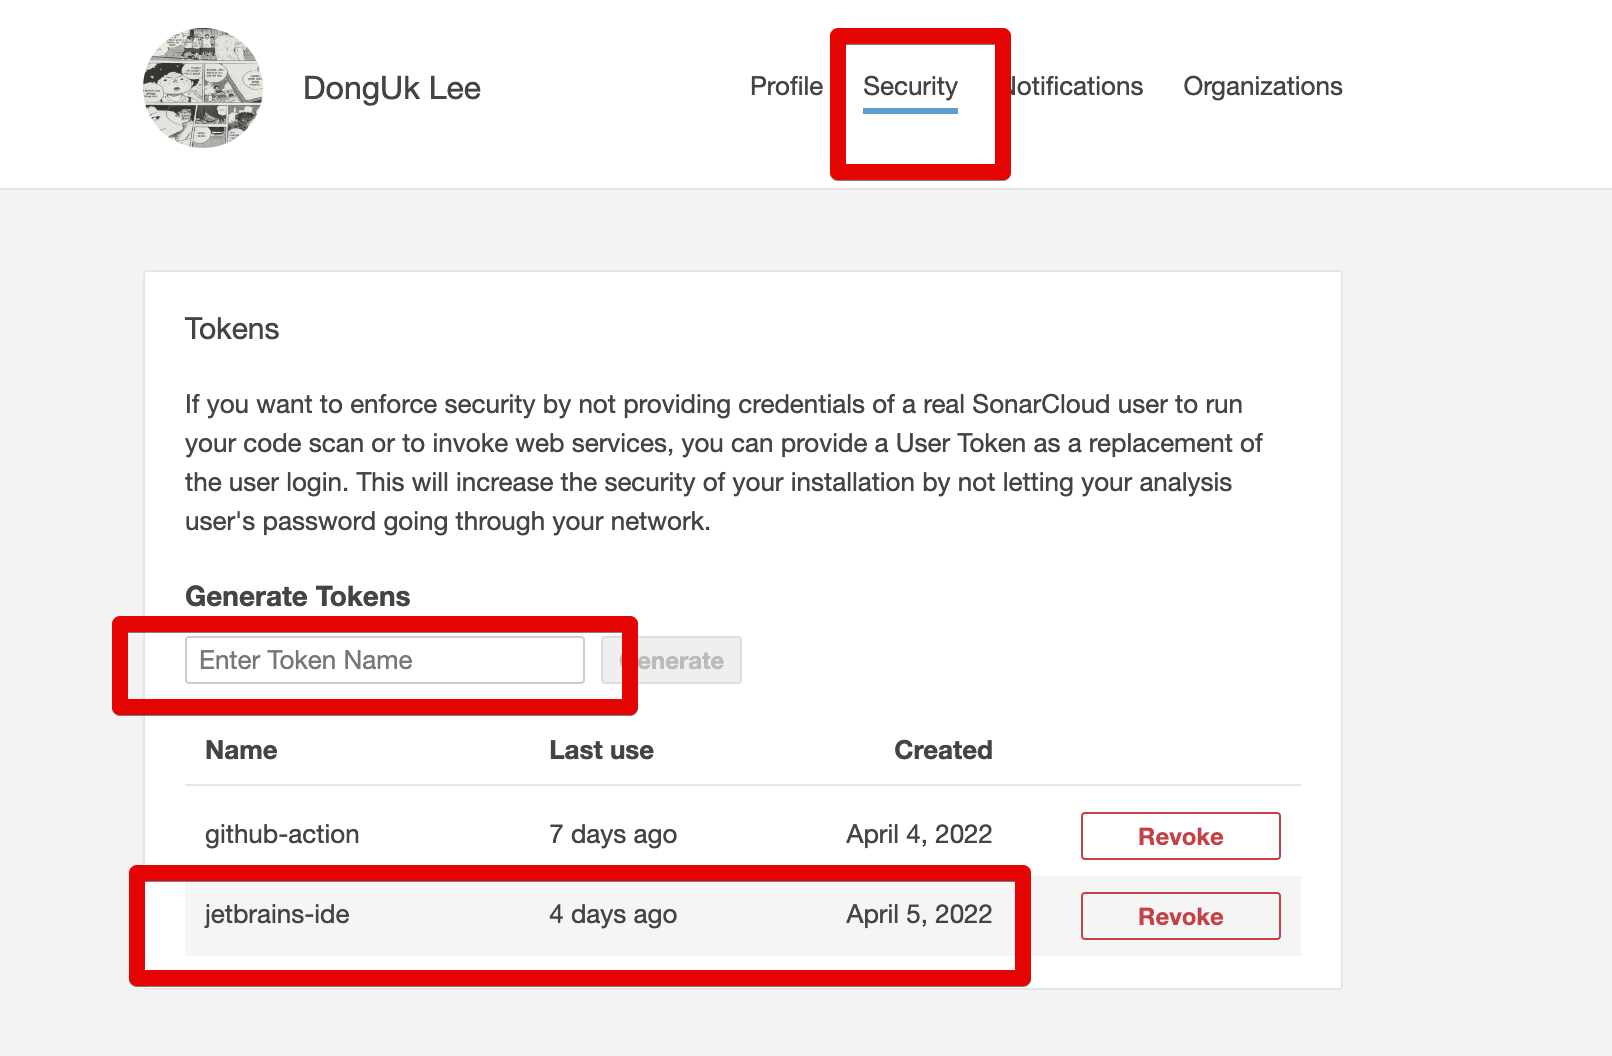 DongUk Lee
Profile Security Notifications Organizations
Tokens
If you want to enforce security by not providing credentials of a real SonarCloud user to run
your code scan or to invoke web services, you can provide a User Token as a replacement of
the user login. This will increase the security of your installation by not letting your analysis
user's password going through your network.
Generate Tokens
Enter Token Name Generate
Name Last use Created
github-action 7 days ago April 4, 2022 Revoke
jetbrains-ide 4 days ago April 5, 2022 Revoke